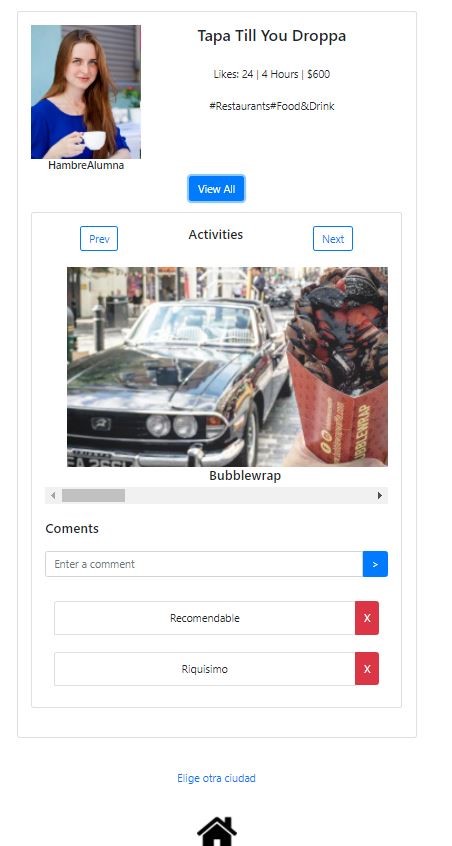 Tapa Till You Droppa
Likes: 24 | 4 Hours | $600
#Restaurants#Food&Drink
HambreAlumna
View All
Prev
Activities
Next
BUBBLEWRAP
Bubblewrap
Coments
Enter a comment
>
Recomendable
X
Riquisimo
X
Elige otra ciudad